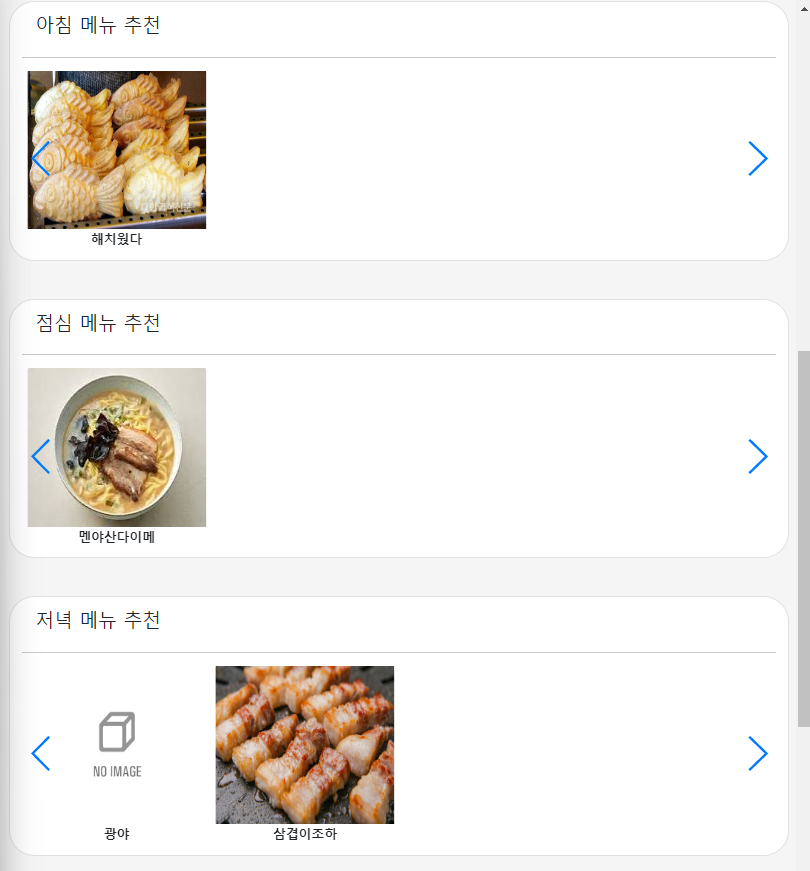 아침 메뉴 추천
해치웠다
점심 메뉴 추천
멘야산다이메
저녁 메뉴 추천
NO IMAGE
광야
삼겹이조하